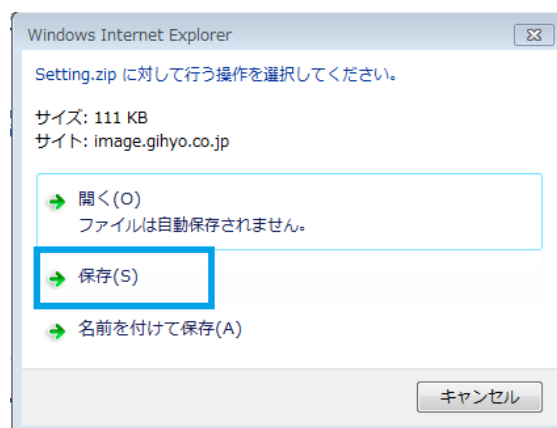 Windows Internet Explorer
Setting.zip に対して行う操作を選択してください。
サイズ: 111 KB
サイト: image.gihyo.co.jp
開く(O)
ファイルは自動保存されません。
保存(S)
名前を付けて保存(A)
キャンセル